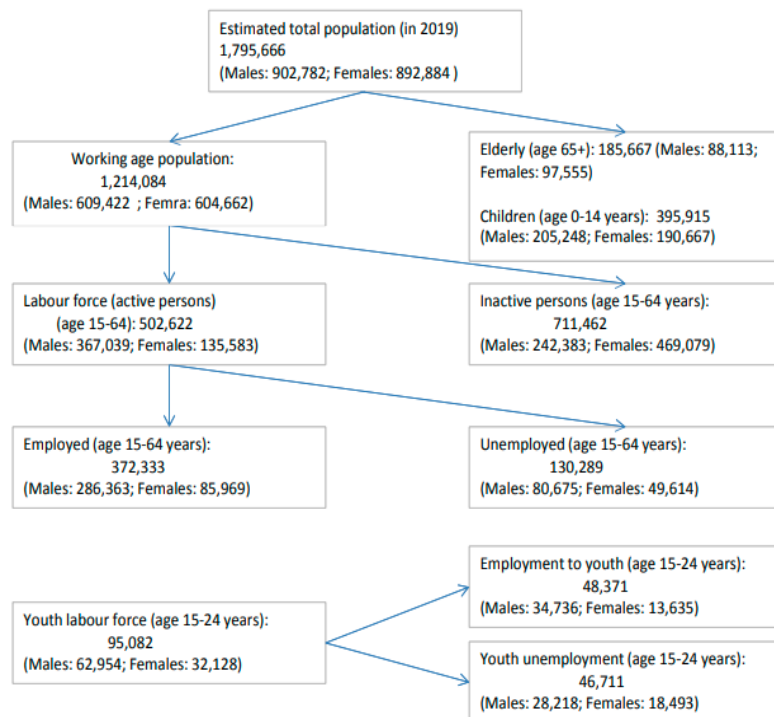 Estimated total population (in 2019)
1,795,666
(Males: 902,782; Females: 892,884 )
Working age population:
1,214,084
(Males: 609,422 ; Femra: 604,662)
Elderly (age 65+): 185,667 (Males: 88,113;
Females: 97,555)
Children (age 0-14 years): 395,915
(Males: 205,248; Females: 190,667)
Labour force (active persons)
(age 15-64): 502,622
(Males: 367,039; Females: 135,583)
Inactive persons (age 15-64 years):
711,462
(Males: 242,383; Females: 469,079)
Employed (age 15-64 years):
372,333
(Males: 286,363; Females: 85,969)
Unemployed (age 15-64 years):
130,289
(Males: 80,675; Females: 49,614)
Employment to youth (age 15-24 years):
48,371
(Males: 34,736; Females: 13,635)
Youth labour force (age 15-24 years):
95,082
(Males: 62,954; Females: 32,128)
Youth unemployment (age 15-24 years):
46,711
(Males: 28,218; Females: 18,493)